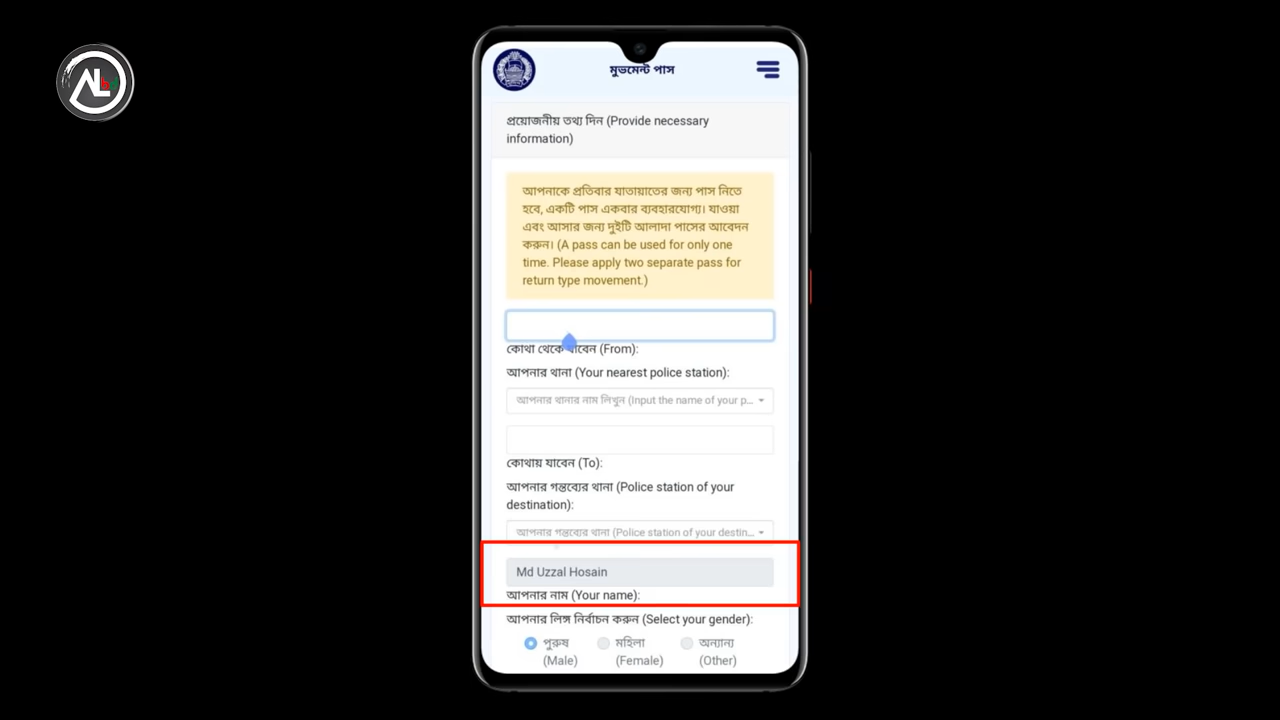 মুভমেন্ট পাস
প্রয়োজনীয় তথ্য দিন (Provide necessary
information)
আপনাকে প্রতিবার যাতায়াতের জন্য পাস নিতে
হবে, একটি পাস একবার ব্যবহারযোগ্য। যাওয়া
এবং আসার জন্য দুইটি আলাদা পাসের আবেদন
করুন। (A pass can be used for only one
time. Please apply two separate pass for
return type movement.)
কোথা থেকে যাবেন (From):
আপনার থানা (Your nearest police station):
আপনার থানার নাম লিখুন (Input the name of your p...
কোথায় যাবেন (To):
আপনার গন্তব্যের থানা (Police station of your
destination):
আপনার গন্তব্যের থানা (Police station of your destin...
Md Uzzal Hosain
আপনার নাম (Your name):
আপনার লিঙ্গ নির্বাচন করুন (Select your gender):
পুরুষ মহিলা অন্যান্য
(Male) (Female) (Other)